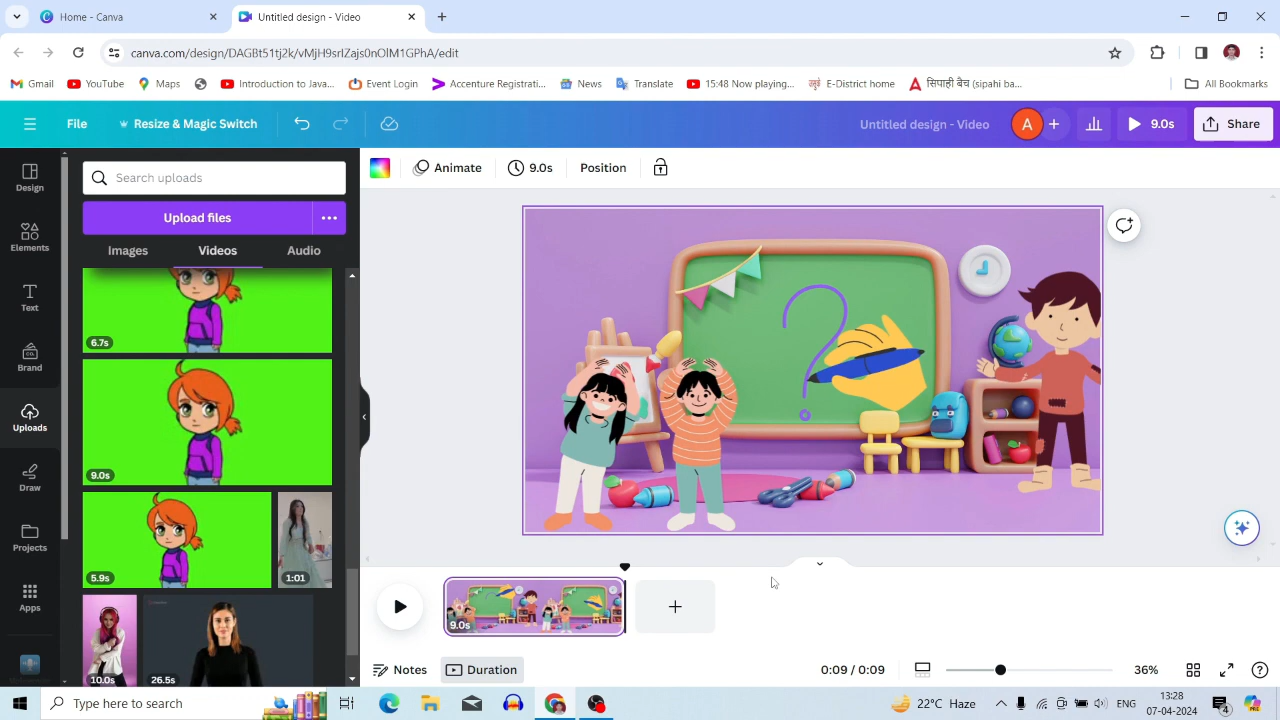 Home - Canva
Untitled design - Video
canva.com/design/DAGBt51tj2k/vMjH9srIZajs0nOlM1GPhA/edit
Gmail
YouTube
Maps
Introduction to Java...
Event Login
Accenture Registrati...
News
Translate
15:48 Now playing...
E-District home
सिपाही बैच (sipahi ba...
All Bookmarks
File
Resize & Magic Switch
Untitled design - Video
A
9.0s
Share
Design
Elements
Text
Brand
Uploads
Draw
Projects
Apps
Search uploads
Upload files
Images
Videos
Audio
6.7s
9.0s
5.9s
1:01
10.0s
26.5s
Animate
9.0s
Position
?
9.0s
Notes
Duration
0:09 / 0:09
36%
Type here to search
22°C Haze
13:28
07-04-2024
4